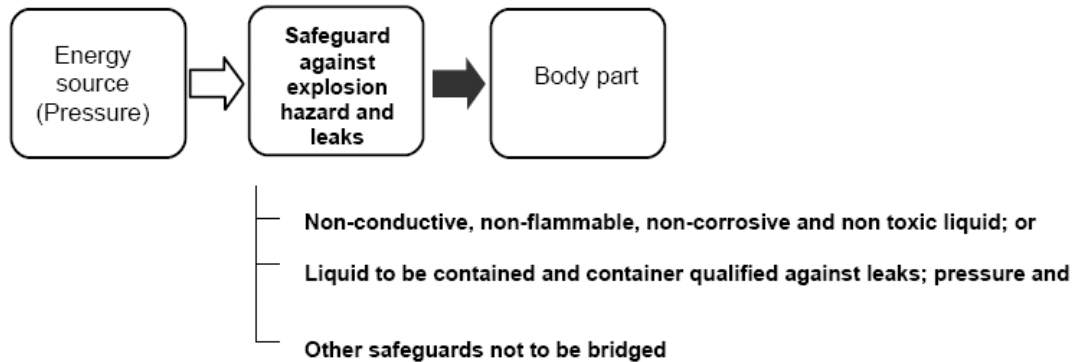 Energy
source
(Pressure)
Safeguard
against
explosion
hazard and
leaks
Body part
Non-conductive, non-flammable, non-corrosive and non toxic liquid; or
Liquid to be contained and container qualified against leaks; pressure and
Other safeguards not to be bridged